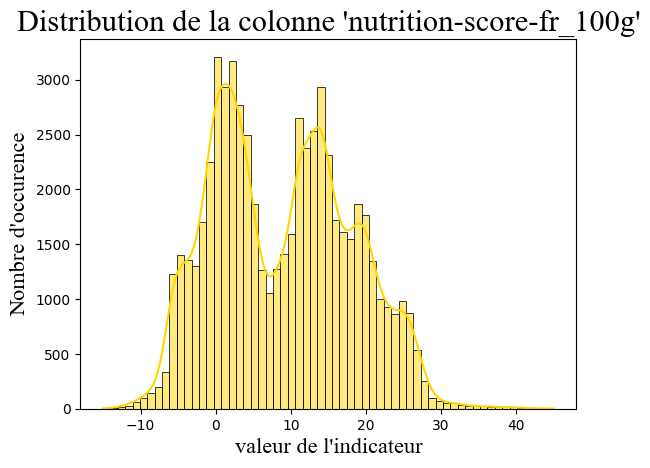 Distribution de la colonne 'nutrition-score-fr_100g'
Nombre d'occurence
3000
2500
2000
1500
1000
500
0
−10 0 10 20 30 40
valeur de l'indicateur